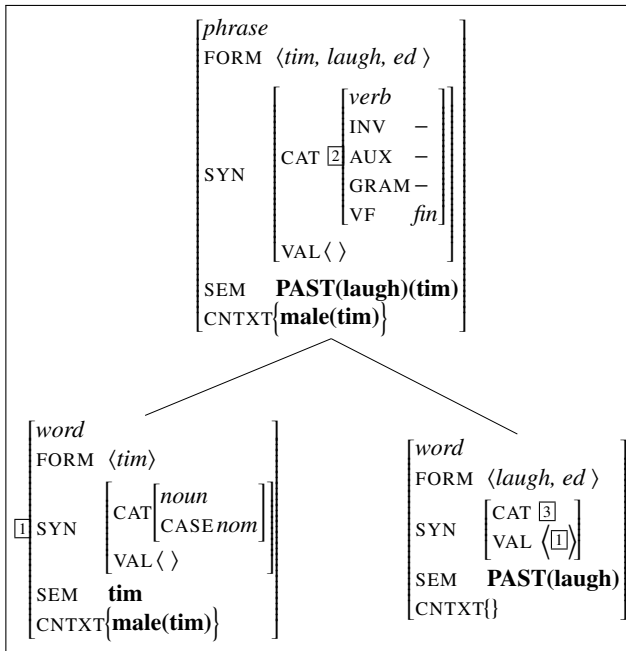 phrase
FORM ⟨tim, laugh, ed ⟩
SYN
CAT 2
verb
INV –
AUX –
GRAM –
VF fin
VAL ⟨ ⟩
SEM PAST(laugh)(tim)
CNTXT{male(tim)}
1
word
FORM ⟨tim⟩
SYN
CAT
noun
CASE nom
VAL ⟨ ⟩
SEM tim
CNTXT{male(tim)}
word
FORM ⟨laugh, ed ⟩
SYN
CAT 3
VAL ⟨1⟩
SEM PAST(laugh)
CNTXT{}